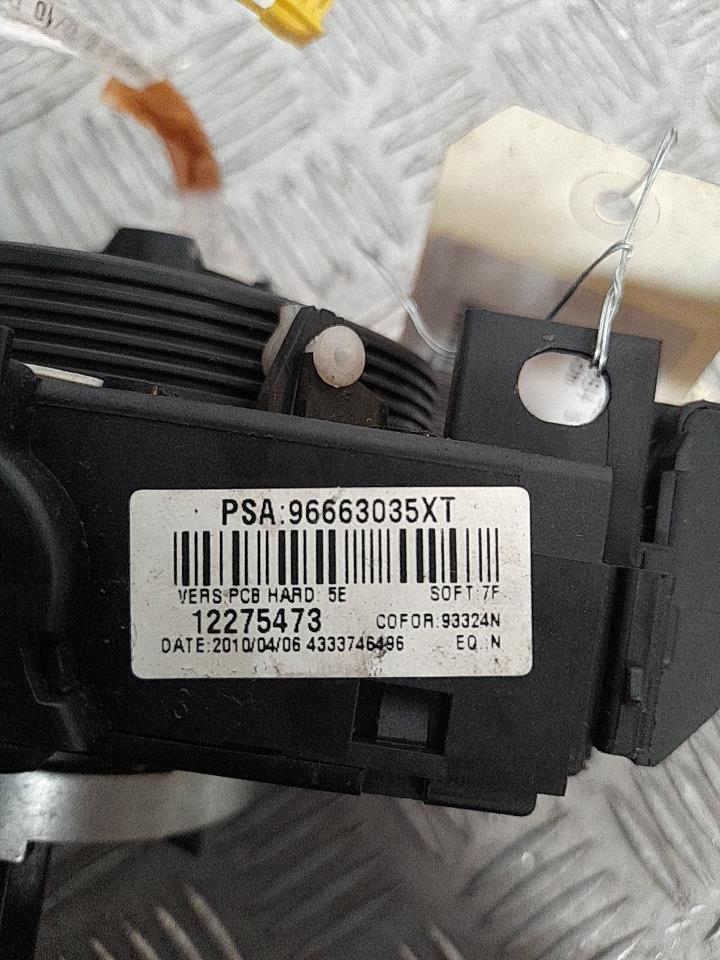 PSA:96663035XT
VERS.PCB HARD: 5E SOFT:7F
12275473 COFOR:93324N
DATE:2010/04/06 4333746496 EQ.:N